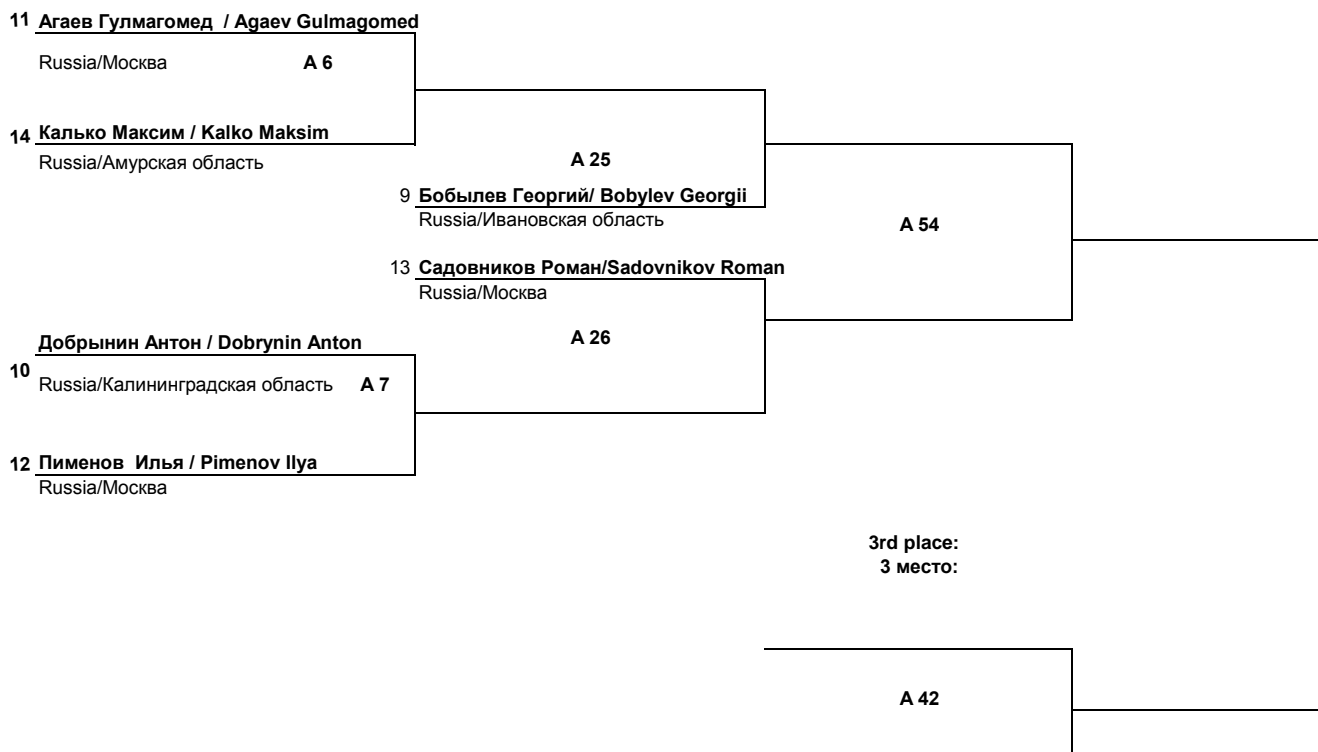 11 Агаев Гулмагомед / Agaev Gulmagomed
Russia/Москва A 6
14 Калько Максим / Kalko Maksim
Russia/Амурская область
A 25
9 Бобылев Георгий/ Bobylev Georgii
Russia/Ивановская область
A 54
13 Садовников Роман/Sadovnikov Roman
Russia/Москва
A 26
Добрынин Антон / Dobrynin Anton
10
Russia/Калининградская область A 7
12 Пименов Илья / Pimenov Ilya
Russia/Москва
3rd place:
3 место:
A 42